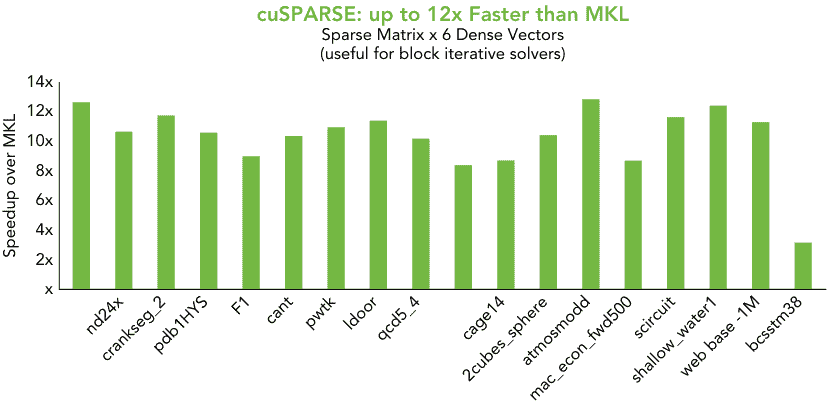 cuSPARSE: up to 12x Faster than MKL
Sparse Matrix x 6 Dense Vectors
(useful for block iterative solvers)
Speedup over MKL
14x
12x
10x
8x
6x
4x
2x
x
nd24x
crankseg_2
pdb1HYS
F1
cant
pwtk
ldoor
qcd5_4
cage14
2cubes_sphere
atmosmodd
mac_econ_fwd500
scircuit
shallow_water1
web base -1M
bcsstm38